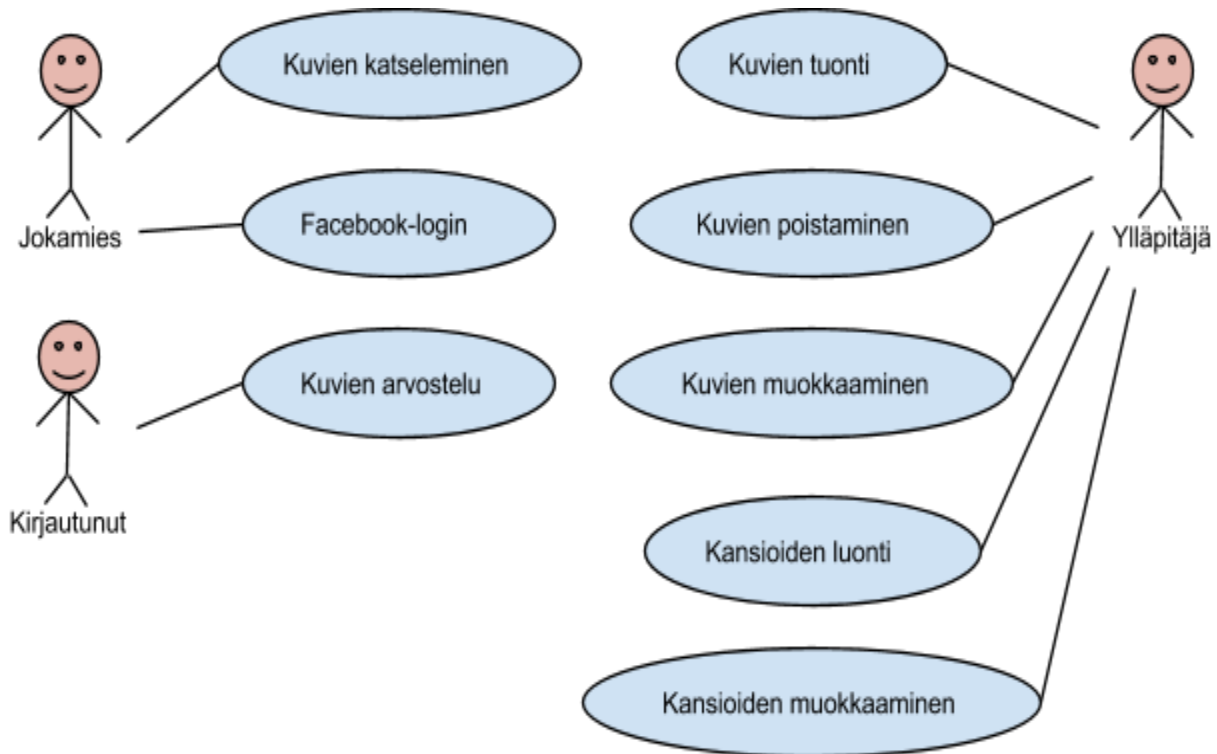 Kuvien katseleminen
Kuvien tuonti
Facebook-login
Kuvien poistaminen
Jokamies
Ylläpitäjä
Kuvien arvostelu
Kuvien muokkaaminen
Kirjautunut
Kansioiden luonti
Kansioiden muokkaaminen